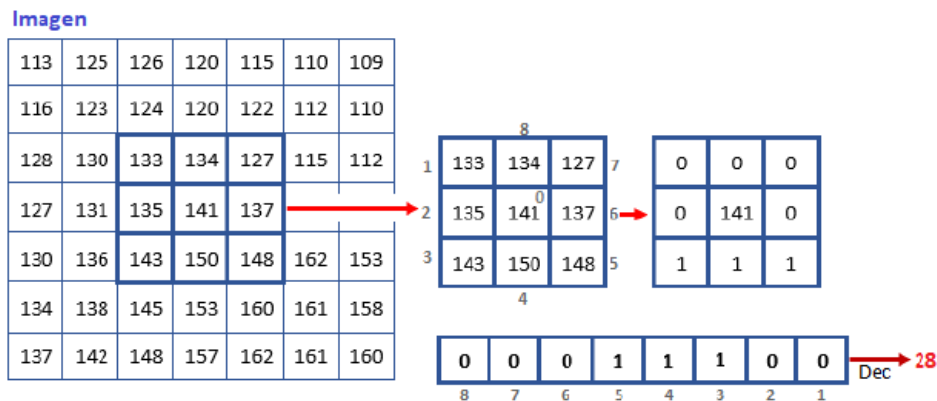 Imagen
113 125 126 120 115 110 109
116 123 124 120 122 112 110
128 130 133 134 127 115 112
127 131 135 141 137
130 136 143 150 148 162 153
134 138 145 153 160 161 158
137 142 148 157 162 161 160
8
1 133 134 127 7
0
2 135 141 137 6
3 143 150 148 5
4
0 0 0
0 141 0
1 1 1
0 0 0 1 1 1 0 0 Dec 28
8 7 6 5 4 3 2 1